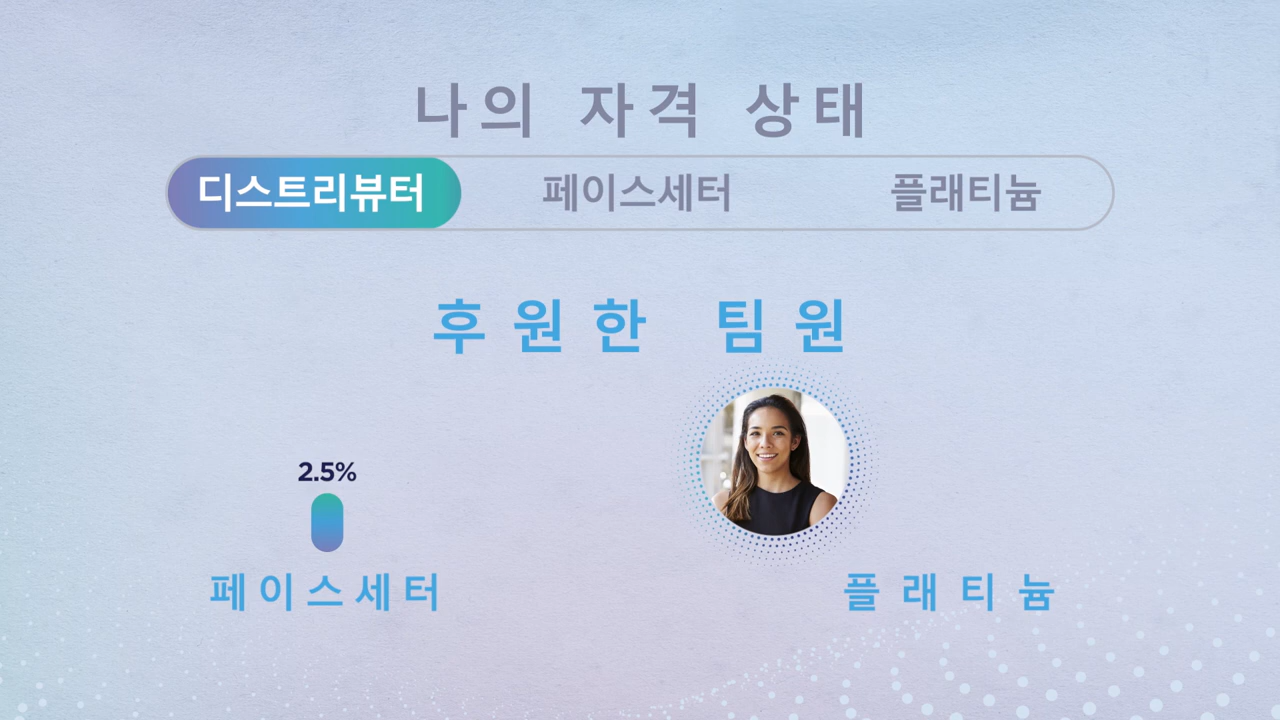 나의 자격 상태
디스트리뷰터 페이스세터 플래티늄
후원한 팀원
2.5%
페이스세터 플래티늄